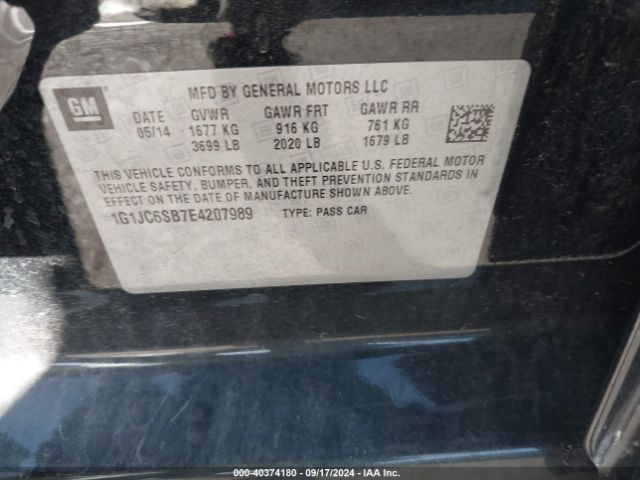 GM
MFD BY GENERAL MOTORS LLC
DATE GVWR GAWR FRT GAWR RR
05/14 1677 KG 916 KG 761 KG
3699 LB 2020 LB 1679 LB
THIS VEHICLE CONFORMS TO ALL APPLICABLE U.S. FEDERAL MOTOR
VEHICLE SAFETY, BUMPER, AND THEFT PREVENTION STANDARDS IN
EFFECT ON THE DATE OF MANUFACTURE SHOWN ABOVE.
1G1JC6SB7E4207989 TYPE: PASS CAR
000-40374180 - 09/17/2024 - IAA Inc.